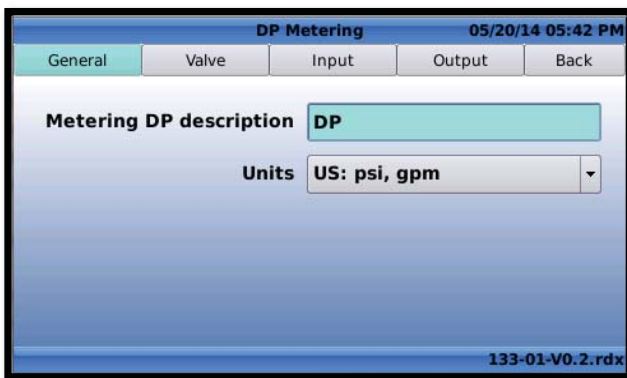 DP Metering 05/20/14 05:42 PM
General Valve Input Output Back
Metering DP description DP
Units US: psi, gpm
133-01-V0.2.rdx